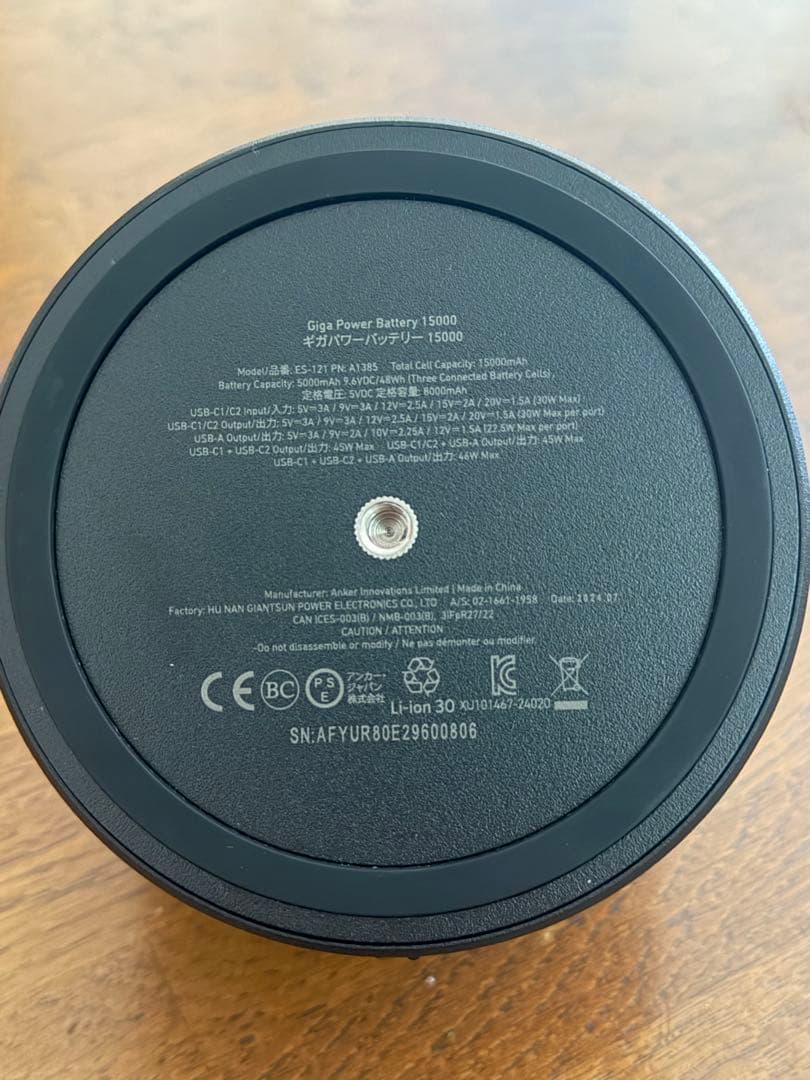 Giga Power Battery 15000
ギガパワーバッテリー 15000
Model/品番: ES-121 PN: A1385 Total Cell Capacity: 15000mAh
Battery Capacity: 5000mAh 9.6VDC/48Wh (Three Connected Battery Cells)
定格電圧: 5VDC 定格容量: 8000mAh
USB-C1/C2 Input/入力: 5V⎓3A / 9V⎓3A / 12V⎓2.5A / 15V⎓2A / 20V⎓1.5A (30W Max)
USB-C1/C2 Output/出力: 5V⎓3A / 9V⎓3A / 12V⎓2.5A / 15V⎓2A / 20V⎓1.5A (30W Max per port)
USB-A Output/出力: 5V⎓3A / 9V⎓2A / 10V⎓2.25A / 12V⎓1.5A (22.5W Max per port)
USB-C1 + USB-C2 Output/出力: 45W Max USB-C1/C2 + USB-A Output/出力: 45W Max
USB-C1 + USB-C2 + USB-A Output/出力: 46W Max
Manufacturer: Anker Innovations Limited | Made in China
Factory: HU NAN GIANTSUN POWER ELECTRONICS CO., LTD A/S: 02-1661-1958 Date: 2024.07
CAN ICES-003(B) / NMB-003(B), 3IFpR27/22
CAUTION / ATTENTION
-Do not disassemble or modify / Ne pas démonter ou modifier.
CE BC PSE アンカー・
ジャパン
株式会社
Li-ion 30 XU101467-24020
SN:AFYUR80E29600806